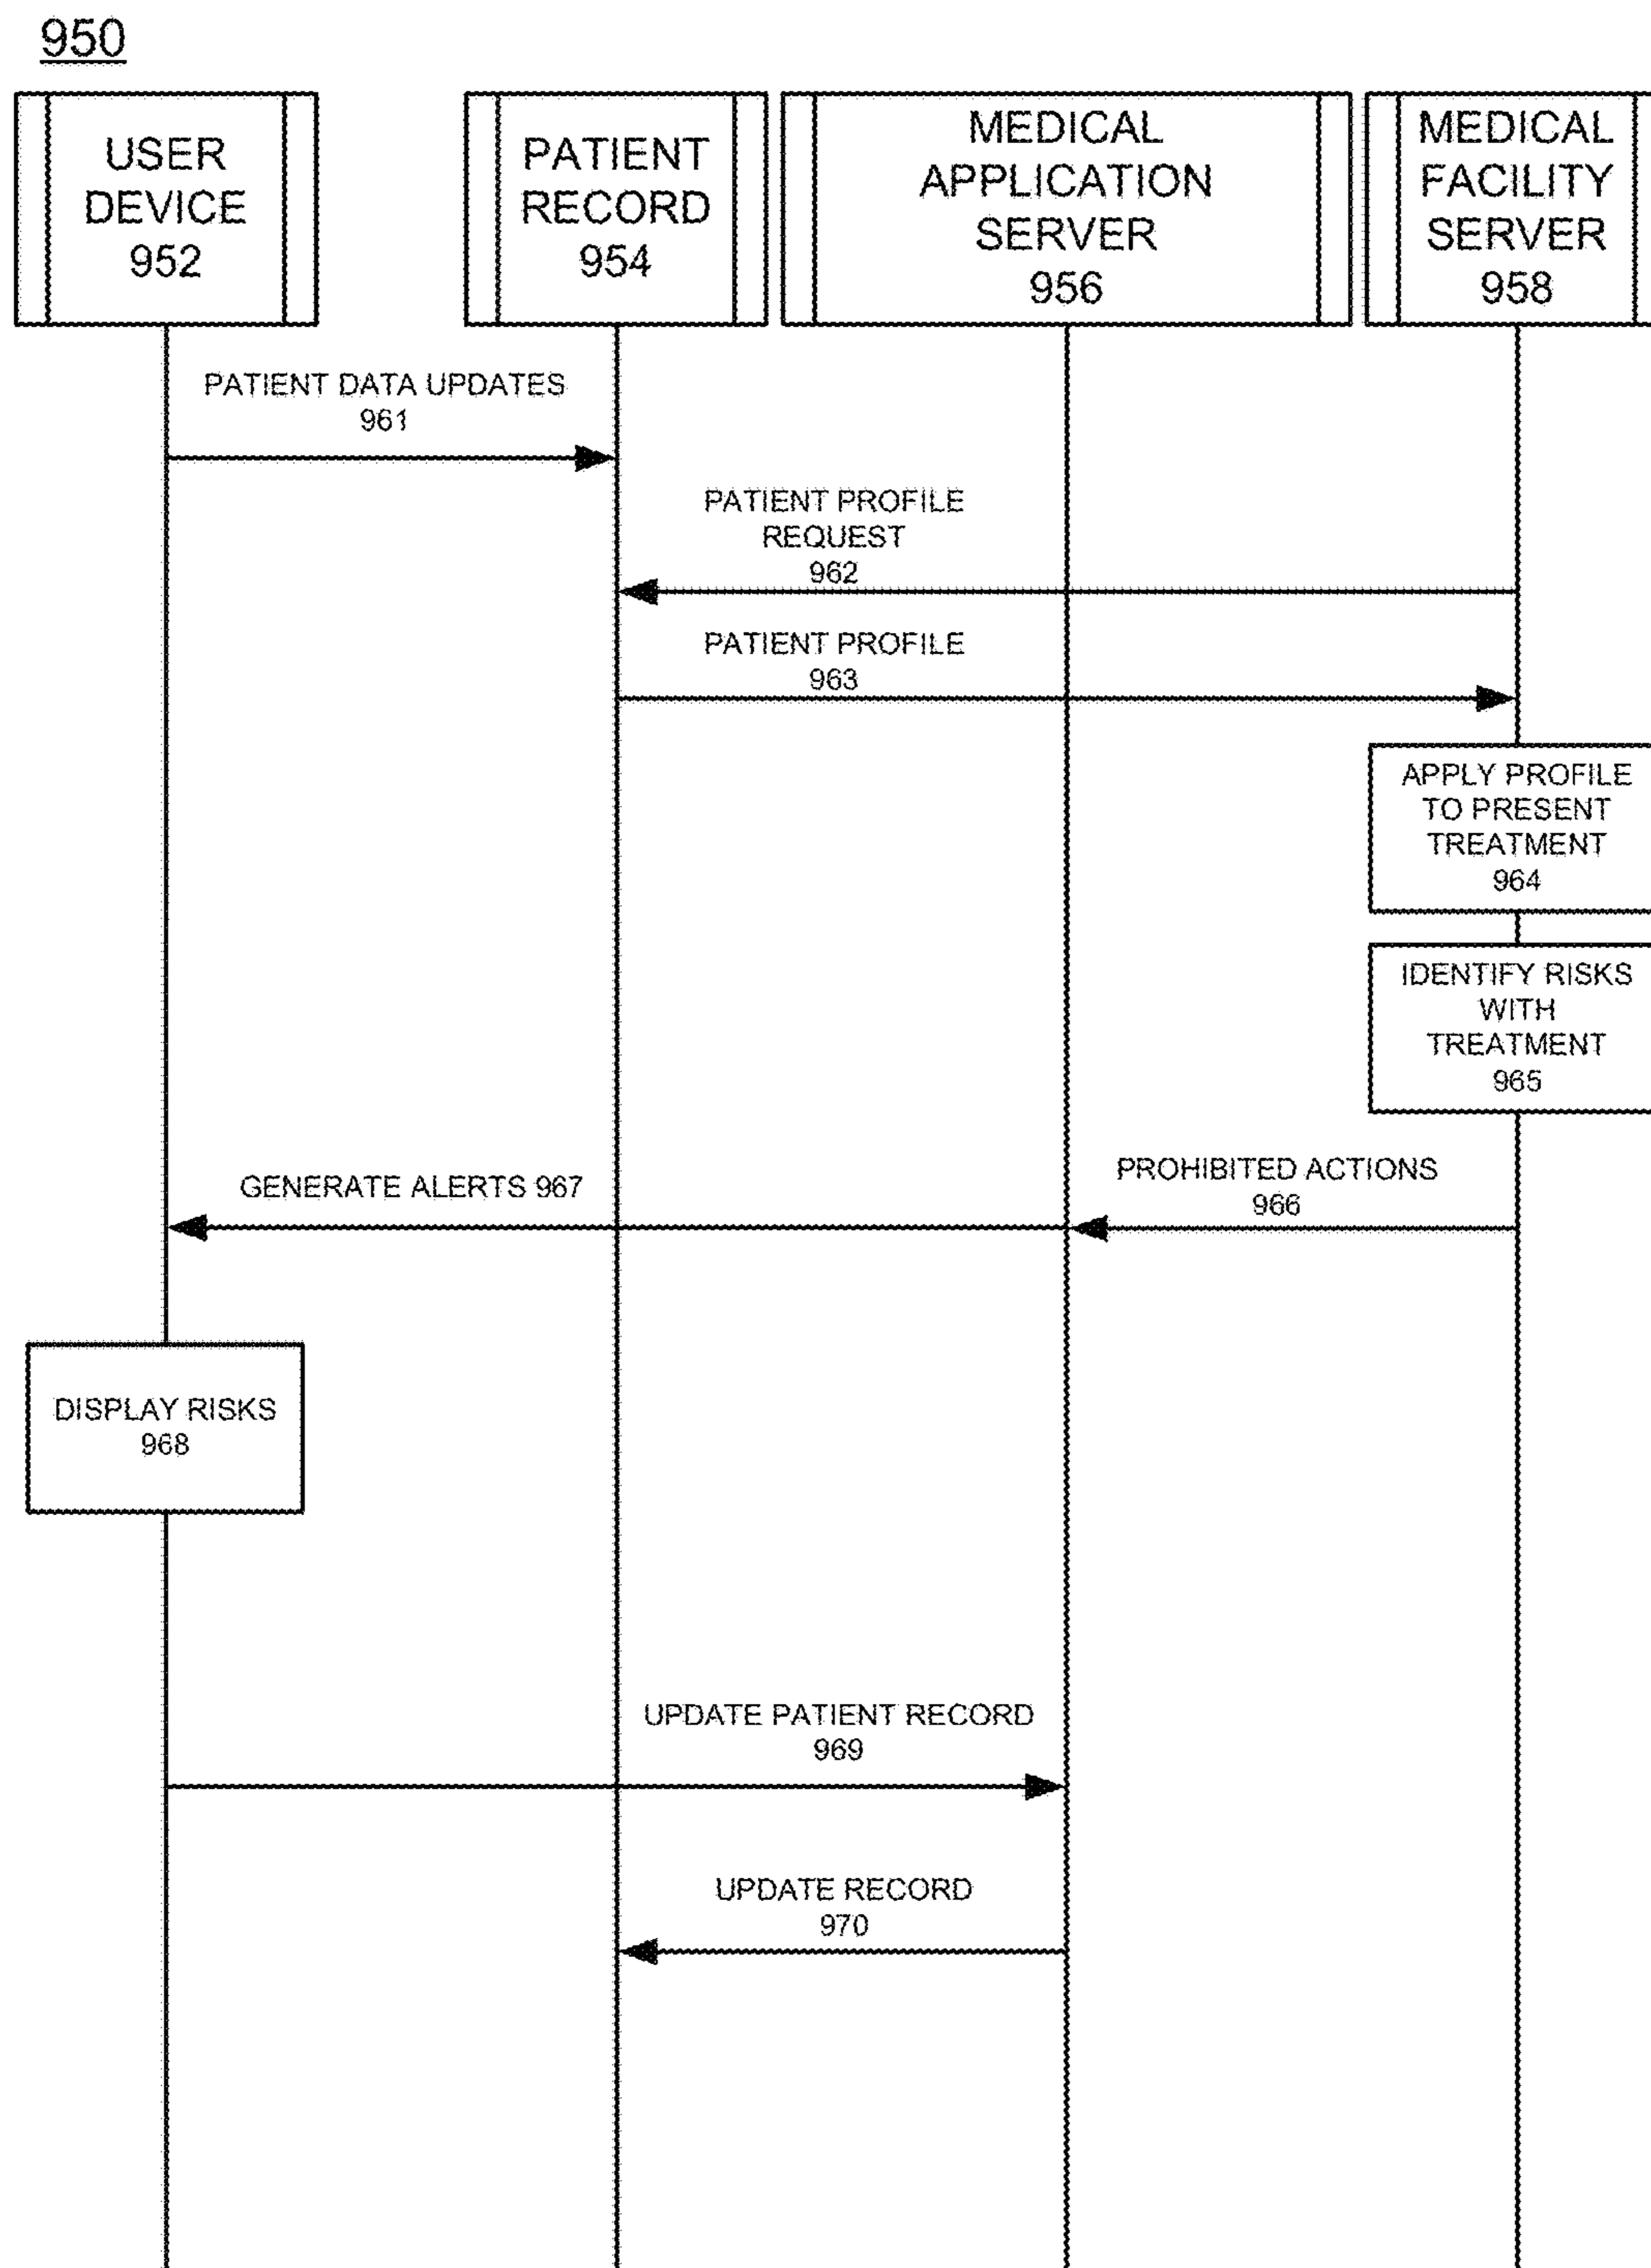 950
USER
DEVICE
952
PATIENT
RECORD
954
MEDICAL
APPLICATION
SERVER
956
MEDICAL
FACILITY
SERVER
958
PATIENT DATA UPDATES
961
PATIENT PROFILE
REQUEST
962
PATIENT PROFILE
963
APPLY PROFILE
TO PRESENT
TREATMENT
964
IDENTIFY RISKS
WITH
TREATMENT
965
PROHIBITED ACTIONS
966
GENERATE ALERTS 967
DISPLAY RISKS
968
UPDATE PATIENT RECORD
969
UPDATE RECORD
970